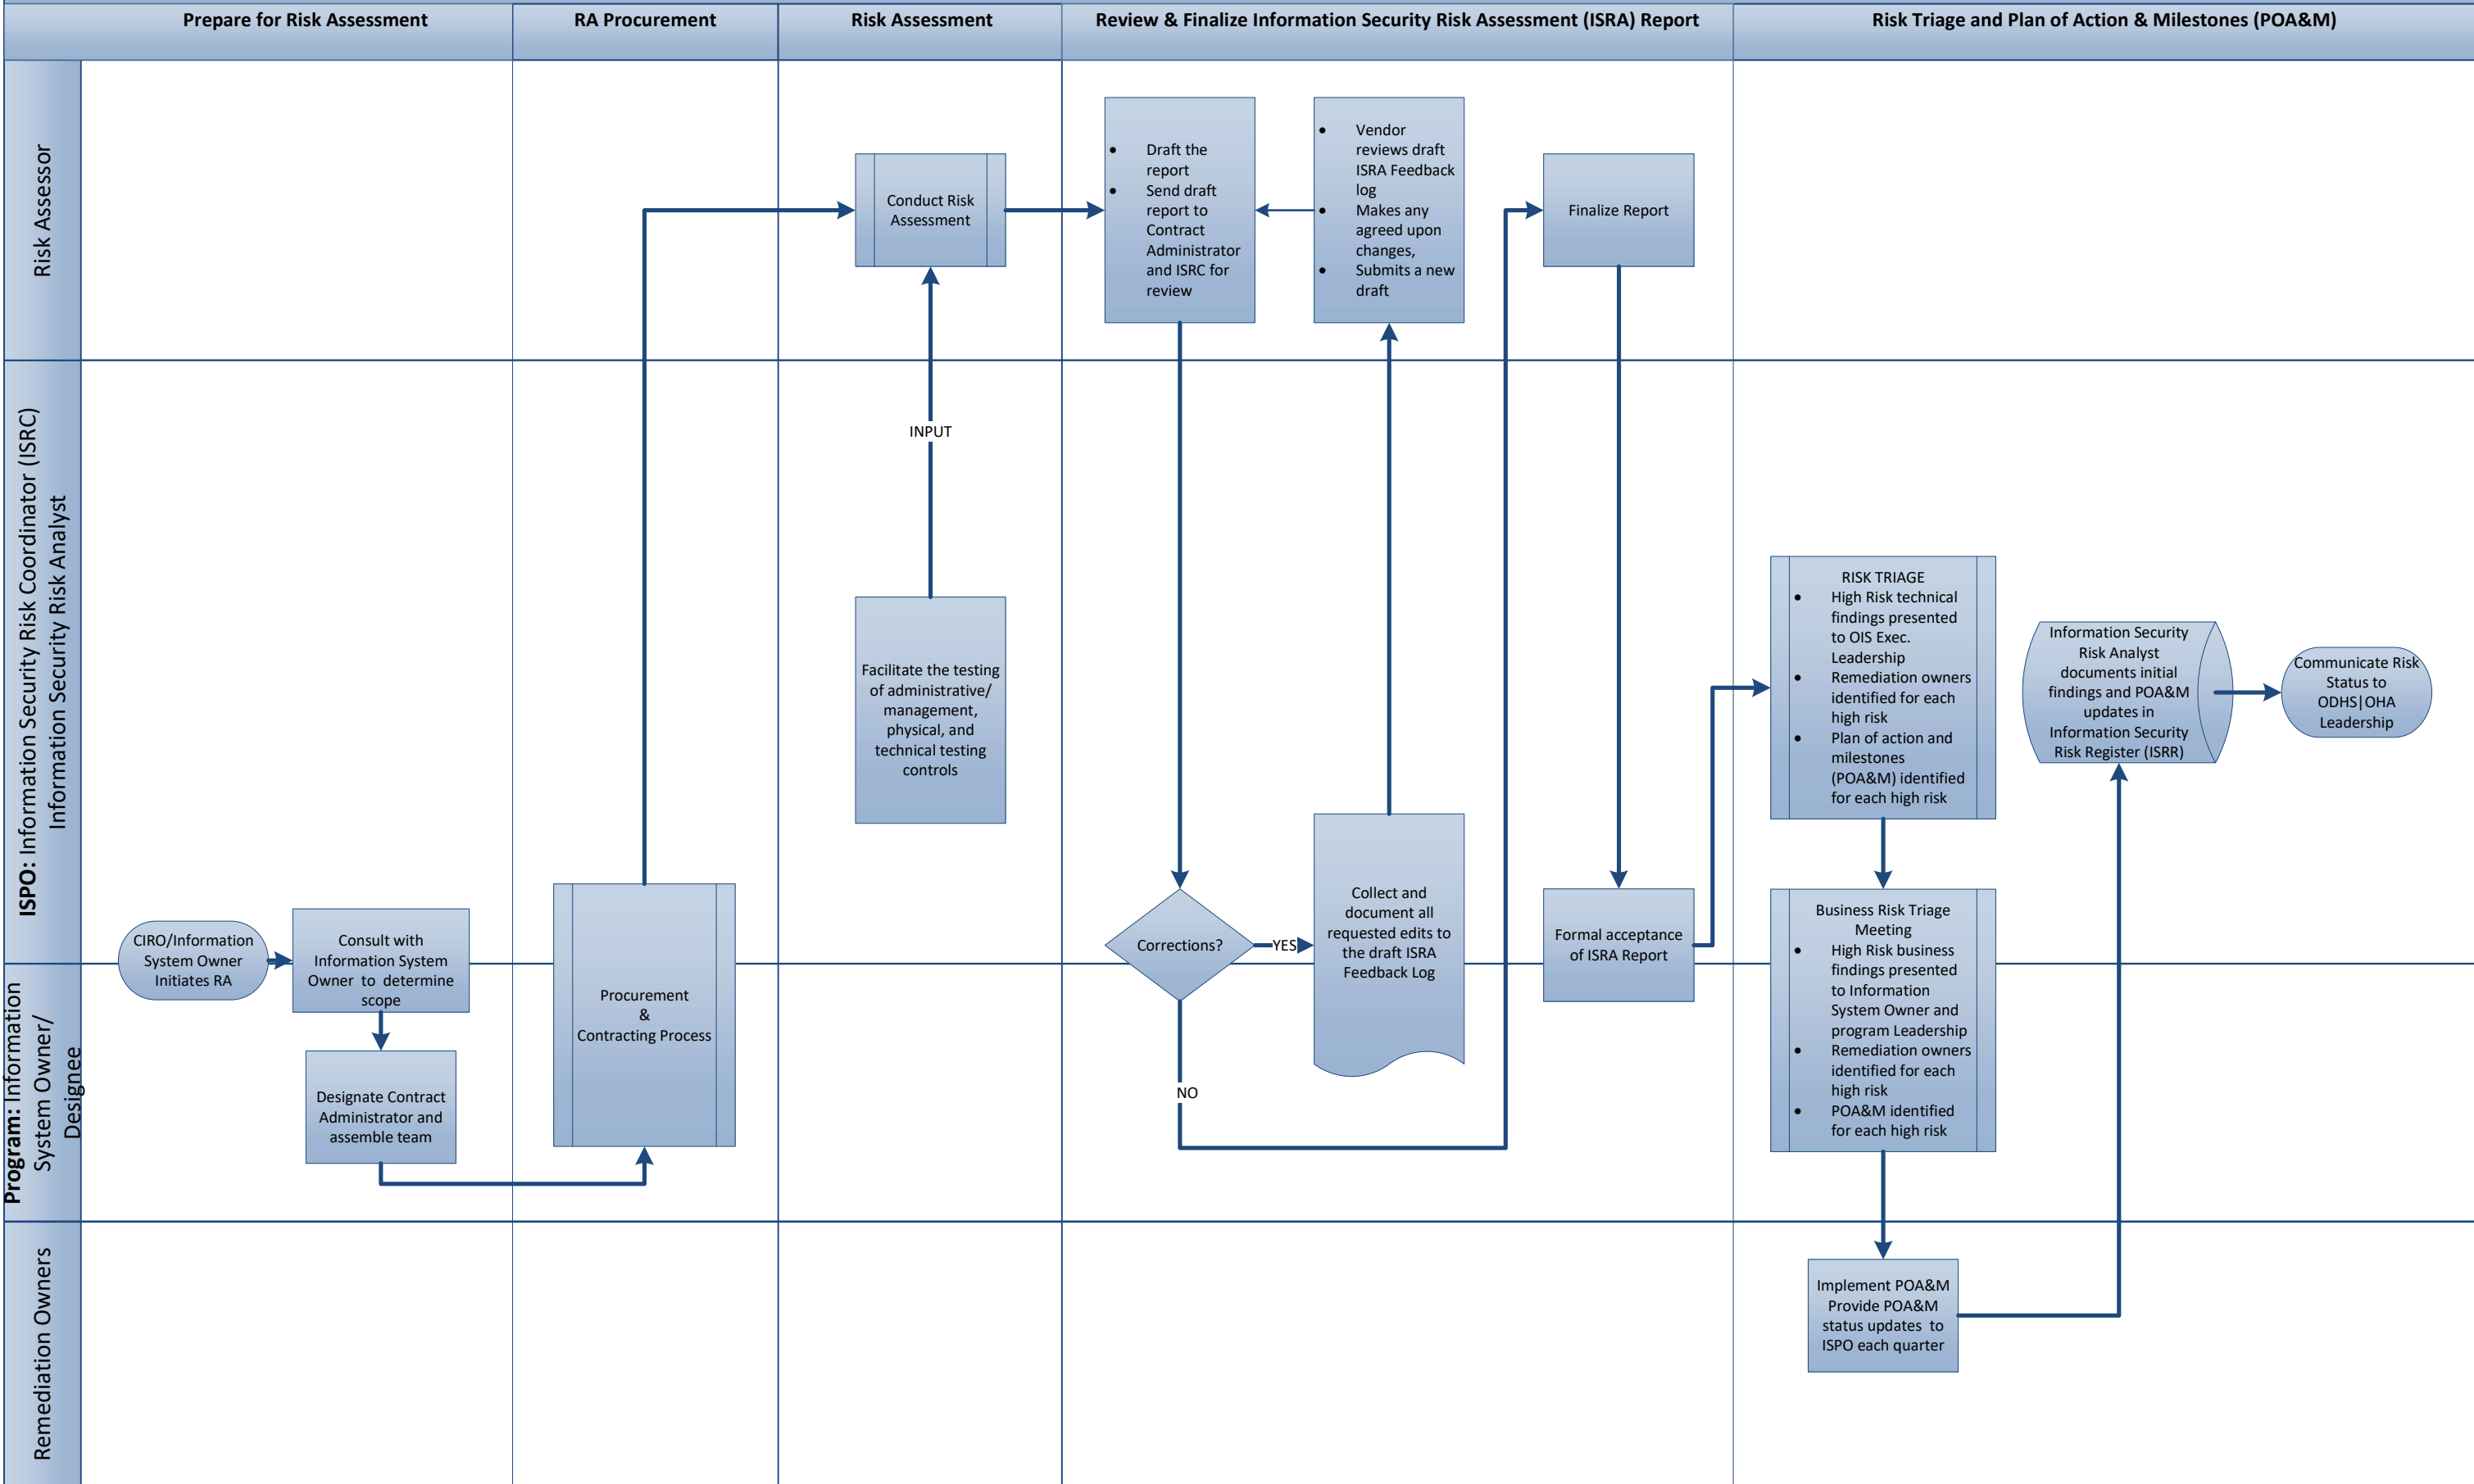 Prepare for Risk Assessment
RA Procurement
Risk Assessment
Review & Finalize Information Security Risk Assessment (ISRA) Report
Risk Triage and Plan of Action & Milestones (POA&M)
Risk Assessor
Conduct Risk
Assessment
• Draft the
report
• Send draft
report to
Contract
Administrator
and ISRC for
review
• Vendor
reviews draft
ISRA Feedback
log
• Makes any
agreed upon
changes,
• Submits a new
draft
Finalize Report
ISPO: Information Security Risk Coordinator (ISRC)
Information Security Risk Analyst
INPUT
Facilitate the testing
of administrative/
management,
physical, and
technical testing
controls
CIRO/Information
System Owner
Initiates RA
Consult with
Information System
Owner to determine
scope
Corrections?
YES
Collect and
document all
requested edits to
the draft ISRA
Feedback Log
Formal acceptance
of ISRA Report
RISK TRIAGE
• High Risk technical
findings presented
to OIS Exec.
Leadership
• Remediation owners
identified for each
high risk
• Plan of action and
milestones
(POA&M) identified
for each high risk
Information Security
Risk Analyst
documents initial
findings and POA&M
updates in
Information Security
Risk Register (ISRR)
Communicate Risk
Status to
ODHS|OHA
Leadership
Program: Information
System Owner/
Designee
Designate Contract
Administrator and
assemble team
Procurement
&
Contracting Process
NO
Business Risk Triage
Meeting
• High Risk business
findings presented
to Information
System Owner and
program Leadership
• Remediation owners
identified for each
high risk
• POA&M identified
for each high risk
Remediation Owners
Implement POA&M
Provide POA&M
status updates to
ISPO each quarter